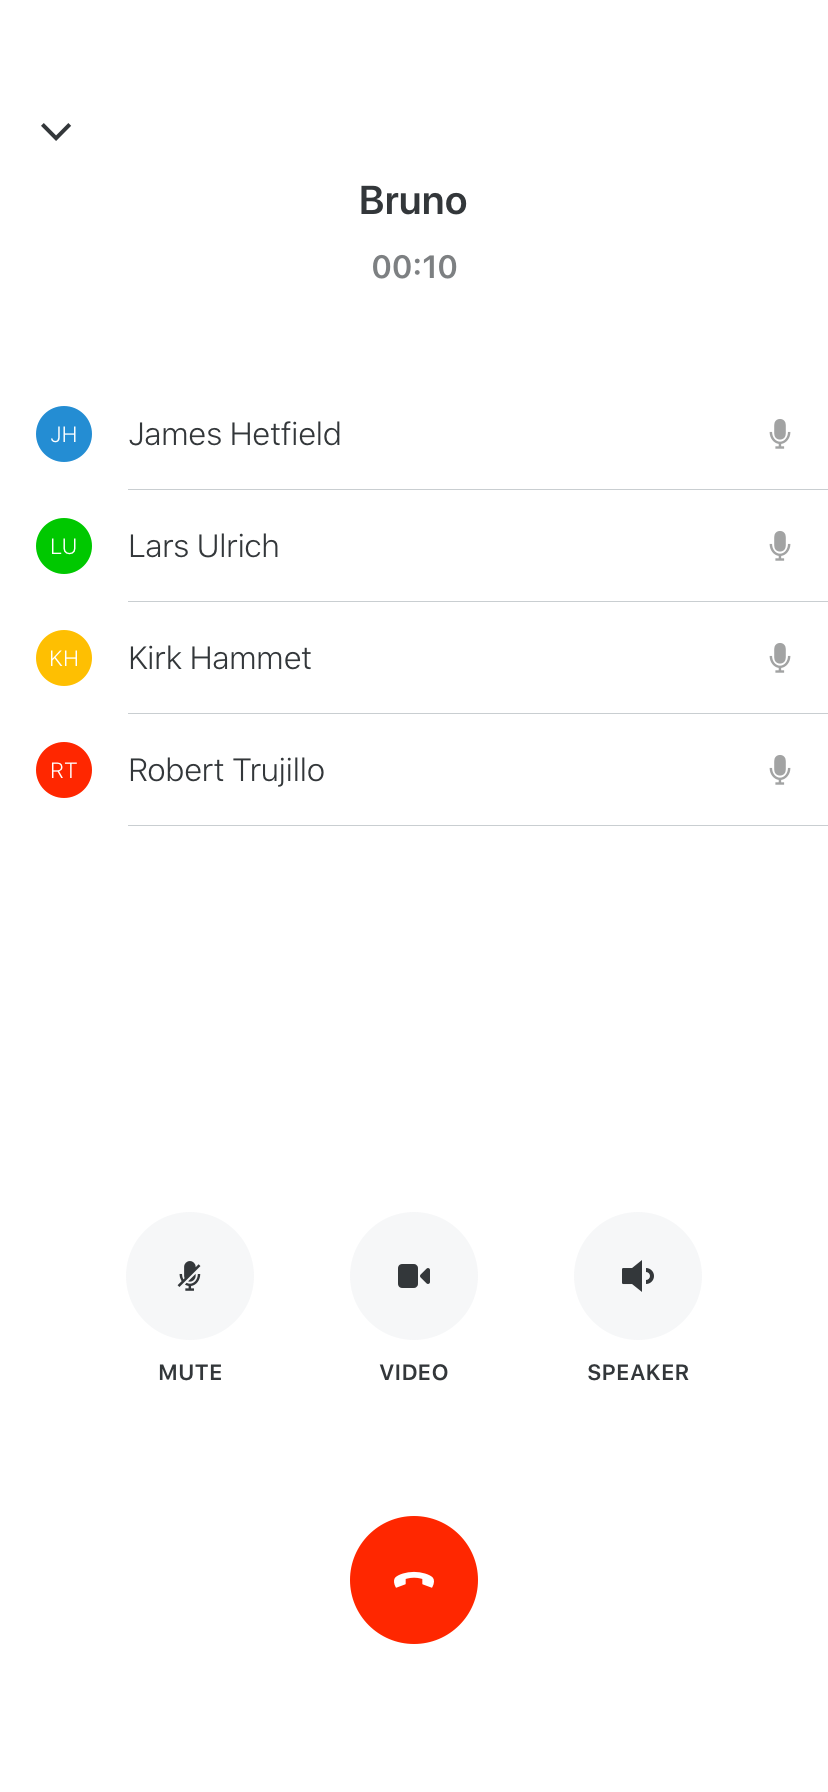 Bruno
00:10
JH James Hetfield
LU Lars Ulrich
KH Kirk Hammet
RT Robert Trujillo
MUTE VIDEO SPEAKER